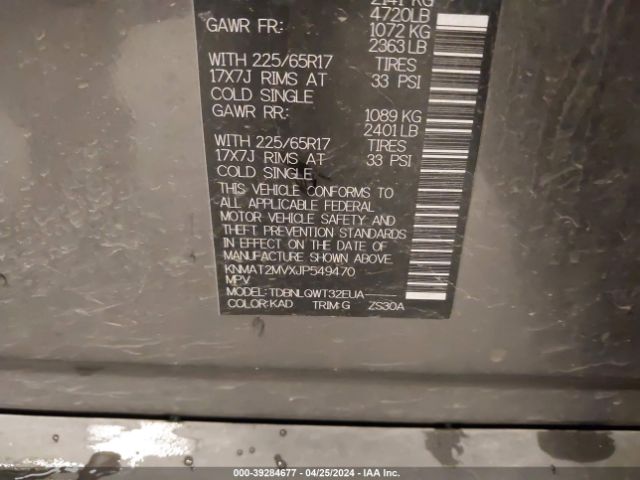 2141 KG
4720LB
GAWR FR: 1072 KG
2363 LB
WITH 225/65R17 TIRES
17X7J RIMS AT 33 PSI
COLD SINGLE
GAWR RR: 1089 KG
2401 LB
WITH 225/65R17 TIRES
17X7J RIMS AT 33 PSI
COLD SINGLE
THIS VEHICLE CONFORMS TO
ALL APPLICABLE FEDERAL
MOTOR VEHICLE SAFETY AND
THEFT PREVENTION STANDARDS
IN EFFECT ON THE DATE OF
MANUFACTURE SHOWN ABOVE.
KNMAT2MVXJP549470
MPV
MODEL: TDBNLQWT32EUA
COLOR: KAD TRIM:G ZS30A
000-39284677 - 04/25/2024 - IAA Inc.